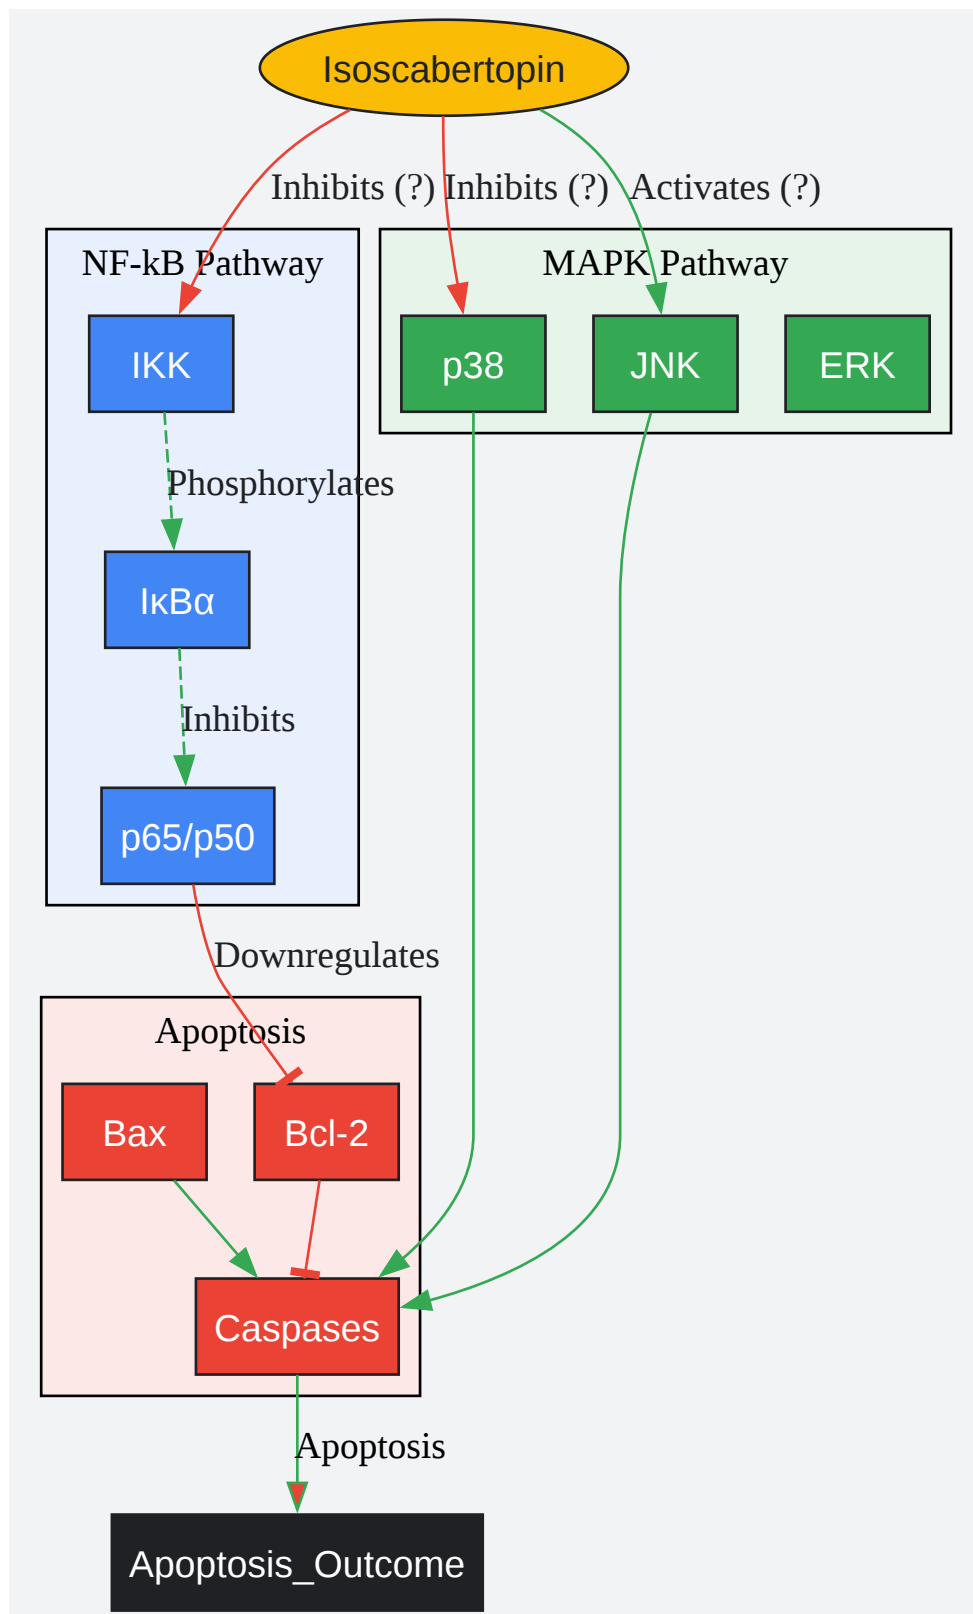 Isoscabertopin
Inhibits (?)
Inhibits (?)
Activates (?)
NF-kB Pathway
MAPK Pathway
IKK
p38
JNK
ERK
Phosphorylates
IκBα
Inhibits
p65/p50
Downregulates
Apoptosis
Bax
Bcl-2
Caspases
Apoptosis
Apoptosis_Outcome